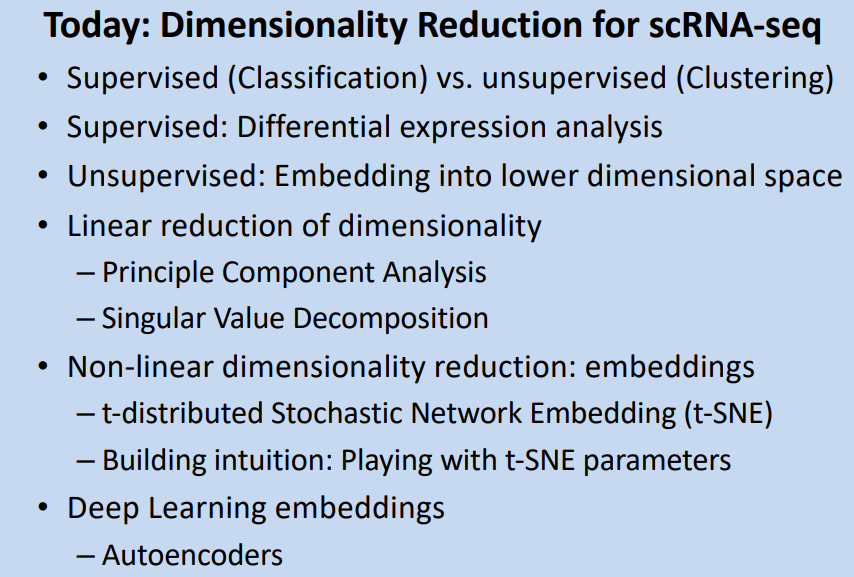 Today: Dimensionality Reduction for scRNA-seq
• Supervised (Classification) vs. unsupervised (Clustering)
• Supervised: Differential expression analysis
• Unsupervised: Embedding into lower dimensional space
• Linear reduction of dimensionality
– Principle Component Analysis
– Singular Value Decomposition
• Non-linear dimensionality reduction: embeddings
– t-distributed Stochastic Network Embedding (t-SNE)
– Building intuition: Playing with t-SNE parameters
• Deep Learning embeddings
– Autoencoders